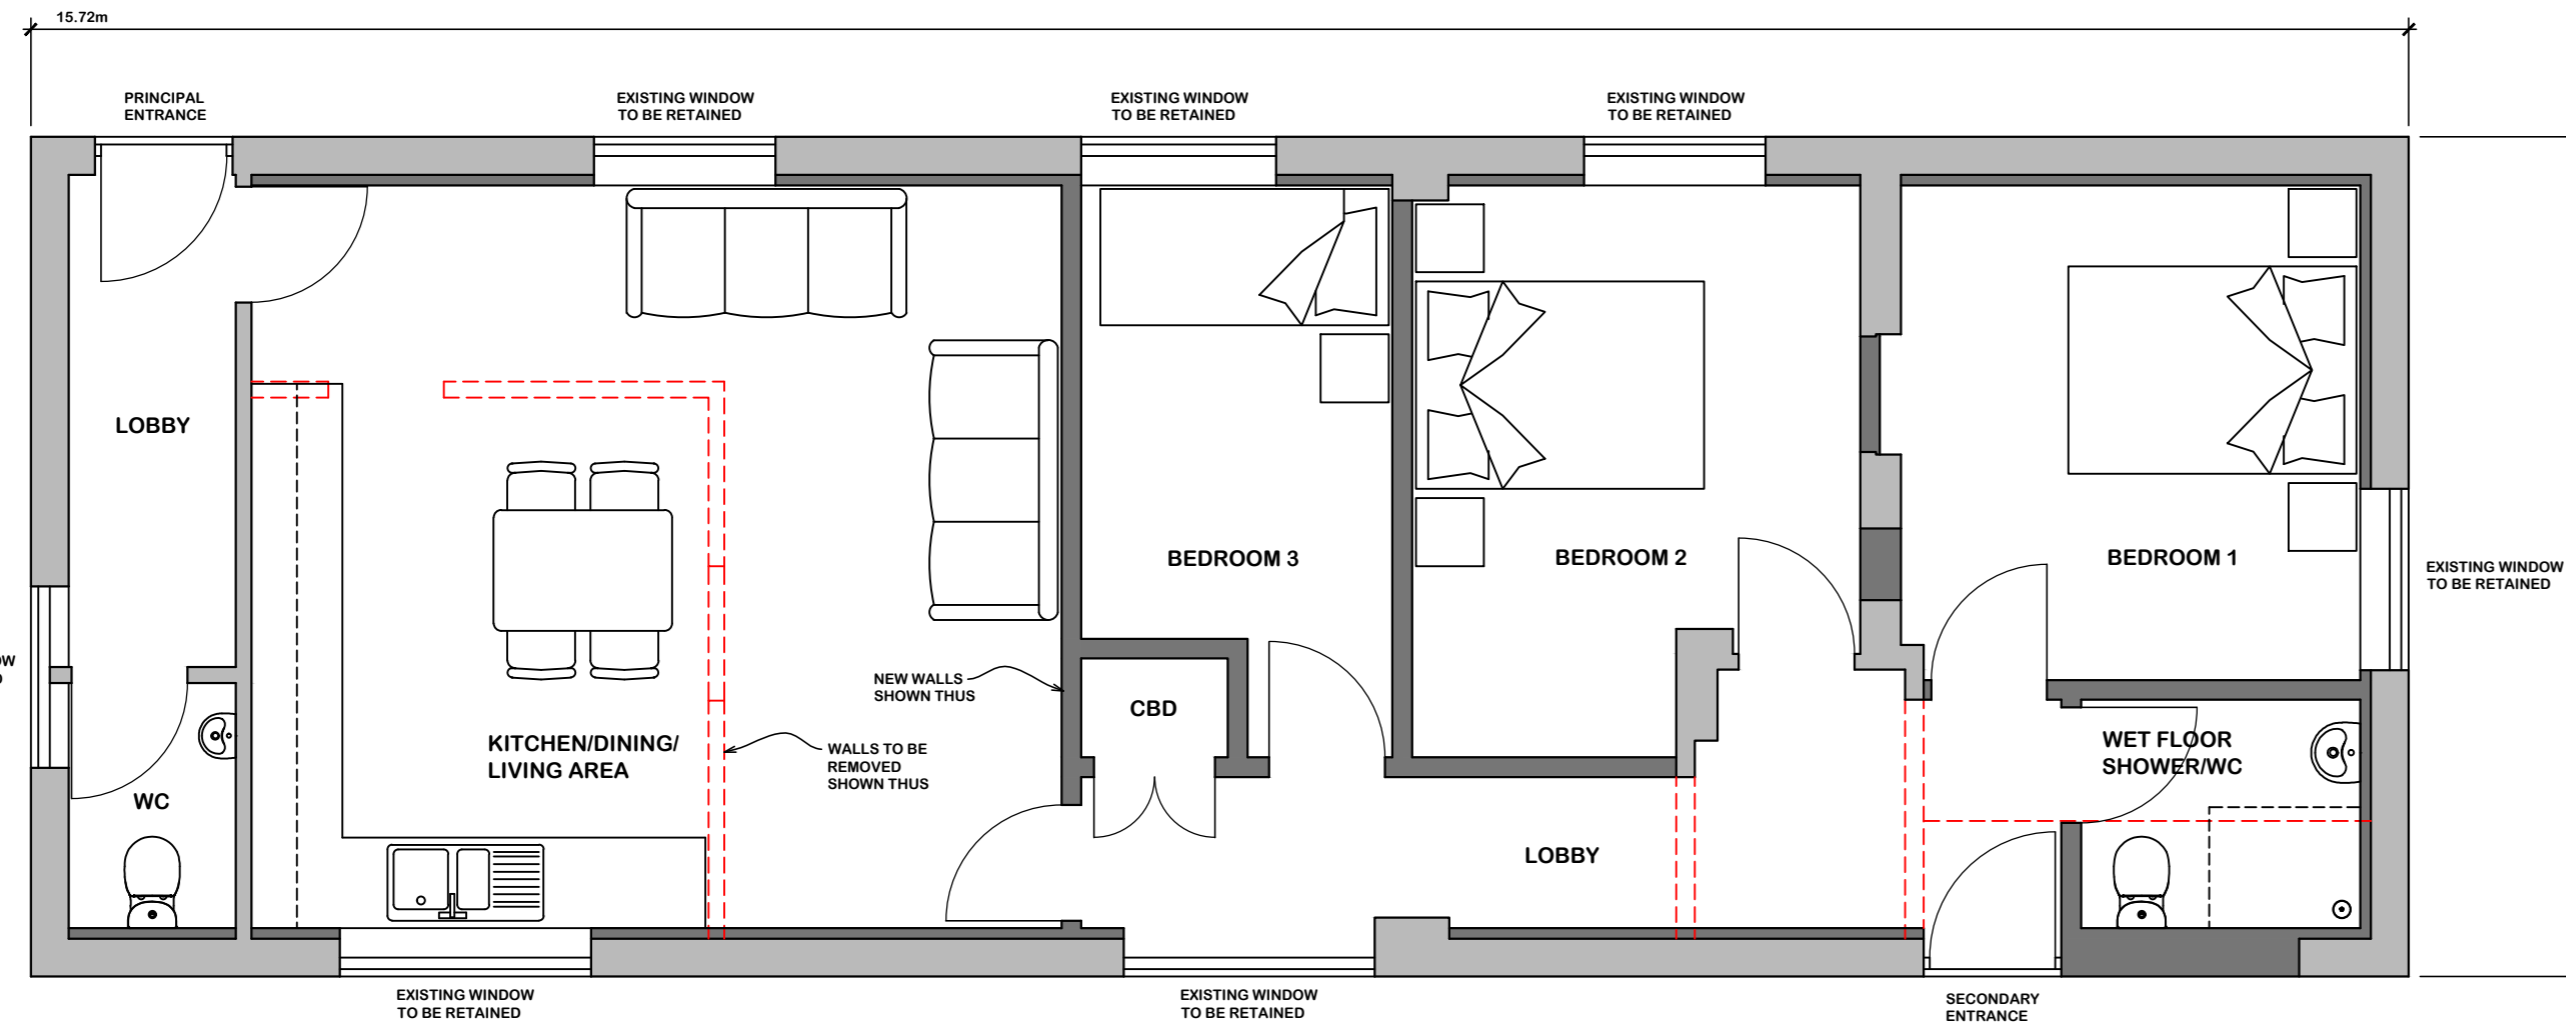 15.72m
PRINCIPAL
ENTRANCE
EXISTING WINDOW
TO BE RETAINED
EXISTING WINDOW
TO BE RETAINED
EXISTING WINDOW
TO BE RETAINED
LOBBY
BEDROOM 3
BEDROOM 2
BEDROOM 1
EXISTING WINDOW
TO BE RETAINED
NEW WALLS
SHOWN THUS
CBD
KITCHEN/DINING/
LIVING AREA
WALLS TO BE
REMOVED
SHOWN THUS
WET FLOOR
SHOWER/WC
WC
LOBBY
EXISTING WINDOW
TO BE RETAINED
EXISTING WINDOW
TO BE RETAINED
SECONDARY
ENTRANCE